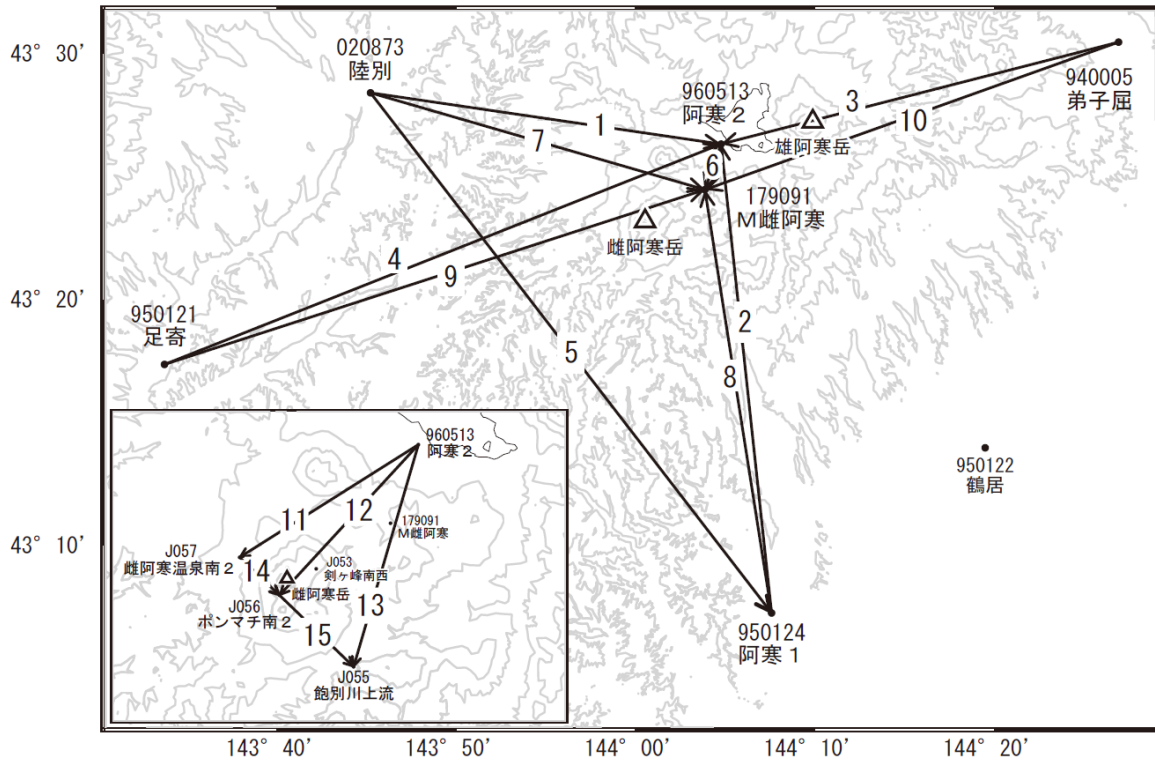 43° 30′
020873
陸別
960513
阿寒2
940005
弟子屈
3
10
1
7
6
雄阿寒岳
179091
M雌阿寒
雌阿寒岳
4
9
43° 20′
950121
足寄
5
2
8
950122
鶴居
43° 10′
950124
阿寒1
960513
阿寒2
11
12
179091
M雌阿寒
J057
雌阿寒温泉南2
J053
剣ヶ峰南西
14
雌阿寒岳
J056
ポンマチ南2
13
15
J055
飽別川上流
143° 40′
143° 50′
144° 00′
144° 10′
144° 20′